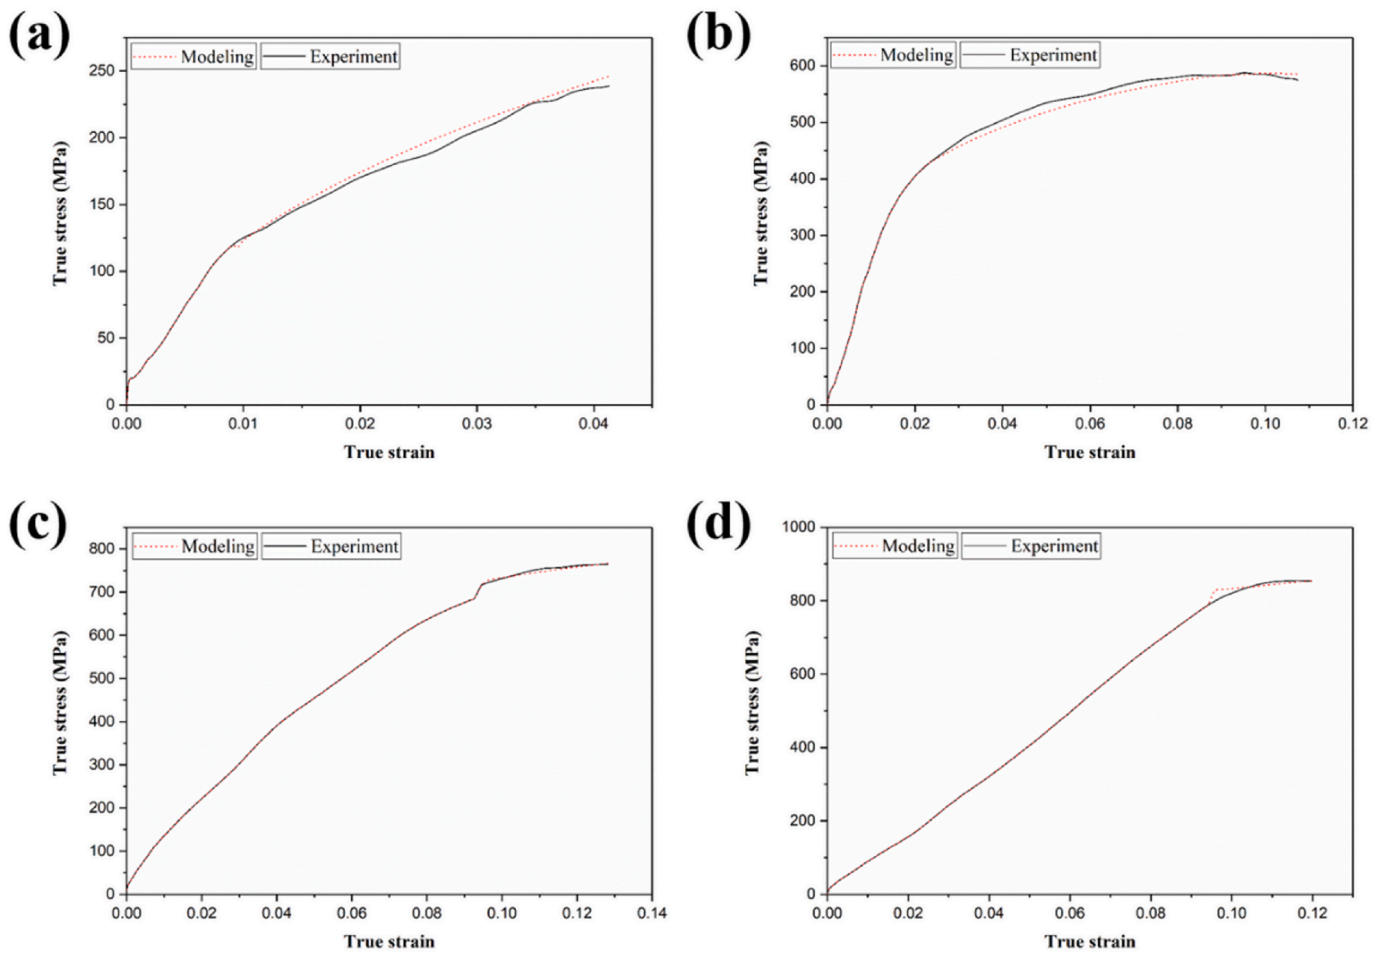 (a)
Modeling
Experiment
250
200
150
100
50
0
0.00 0.01 0.02 0.03 0.04
True stress (MPa)
True strain
(b)
Modeling
Experiment
600
500
400
300
200
100
0
0.00 0.02 0.04 0.06 0.08 0.10 0.12
True stress (MPa)
True strain
(c)
Modeling
Experiment
800
700
600
500
400
300
200
100
0
0.00 0.02 0.04 0.06 0.08 0.10 0.12 0.14
True stress (MPa)
True strain
(d)
Modeling
Experiment
1000
800
600
400
200
0
0.00 0.02 0.04 0.06 0.08 0.10 0.12
True stress (MPa)
True strain